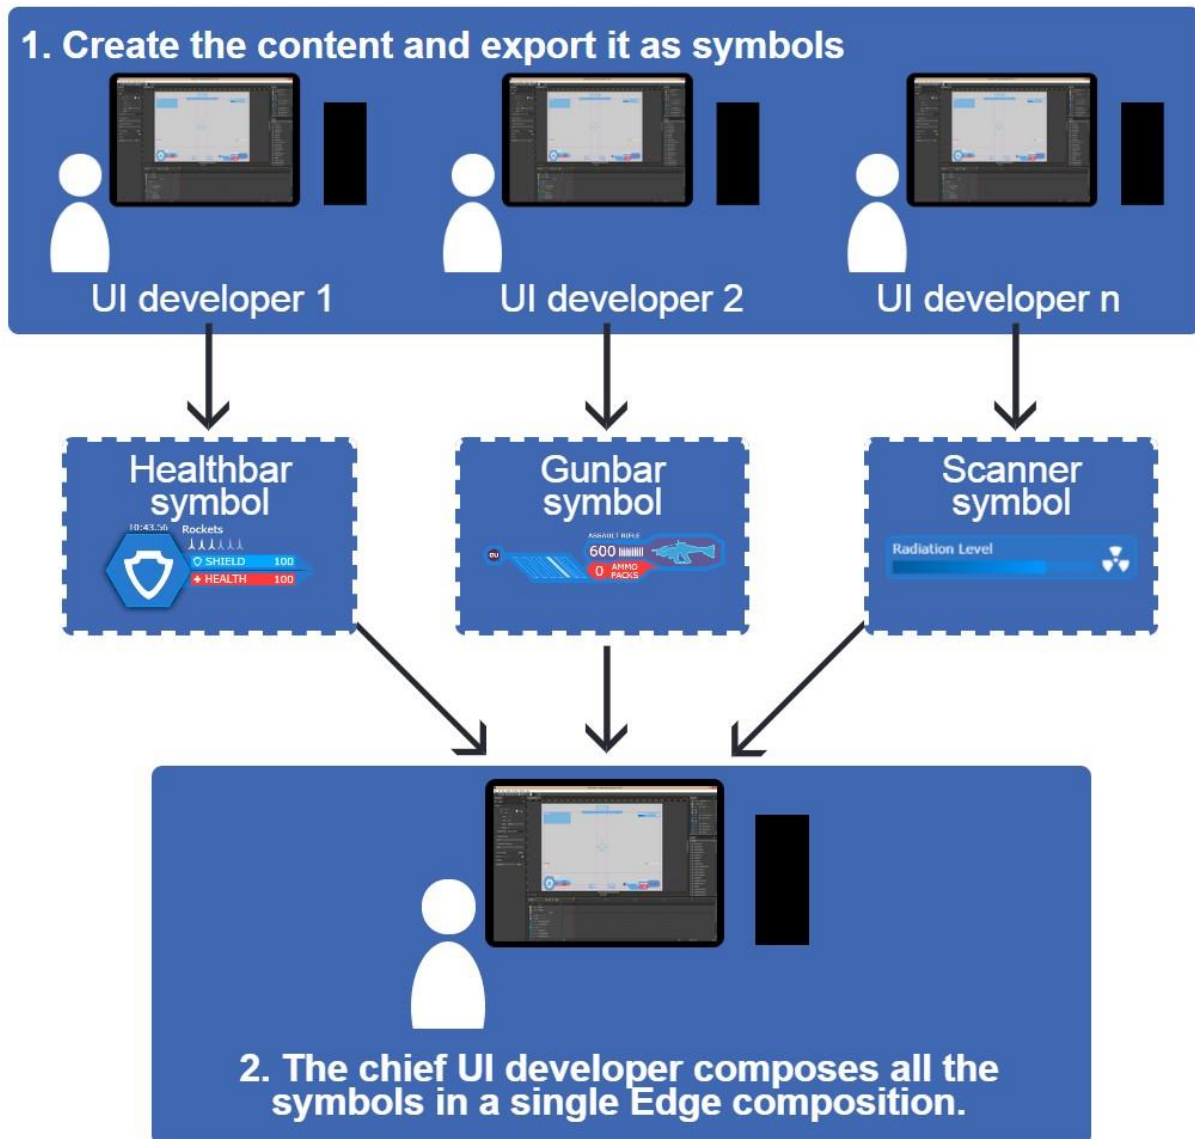 1. Create the content and export it as symbols
UI developer 1
UI developer 2
UI developer n
Healthbar
symbol
10:43.56 Rockets
SHIELD 100
HEALTH 100
Gunbar
symbol
ASSAULT RIFLE
600
0 AMMO
PACKS
Scanner
symbol
Radiation Level
2. The chief UI developer composes all the
symbols in a single Edge composition.